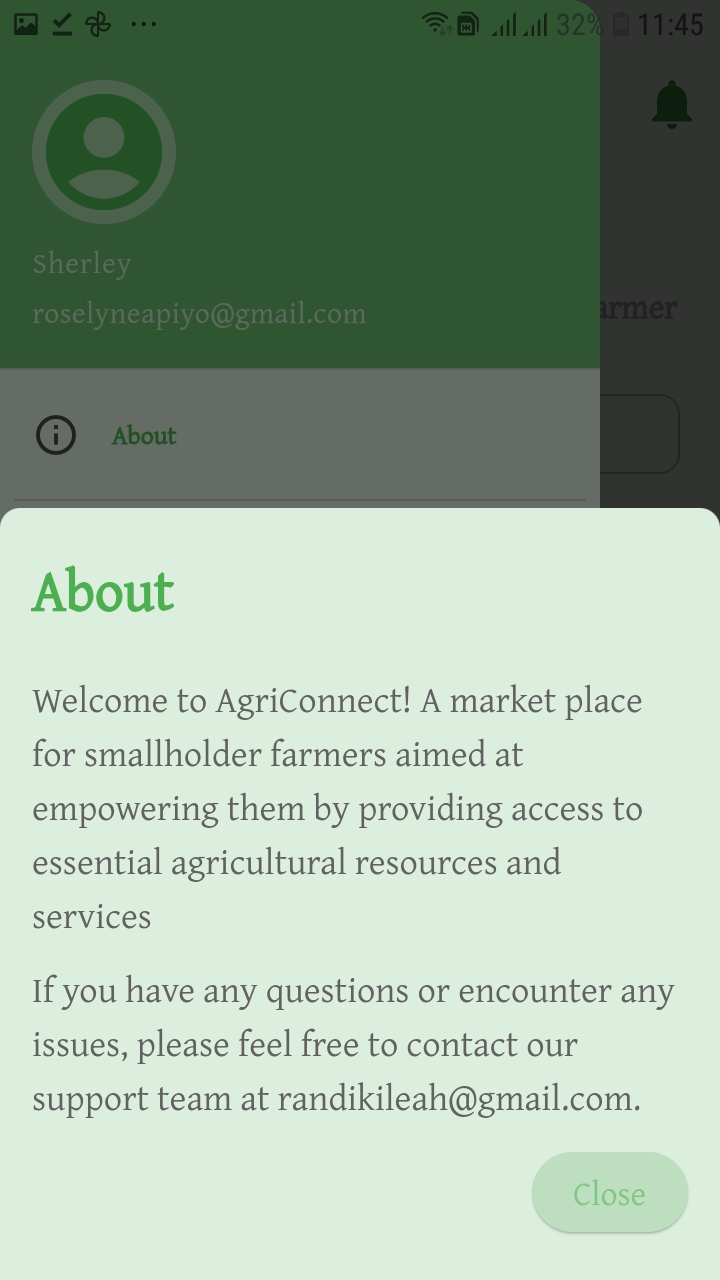 32% 11:45
Sherley
roselyneapiyo@gmail.com
armer
About
About
Welcome to AgriConnect! A market place
for smallholder farmers aimed at
empowering them by providing access to
essential agricultural resources and
services
If you have any questions or encounter any
issues, please feel free to contact our
support team at randikileah@gmail.com.
Close